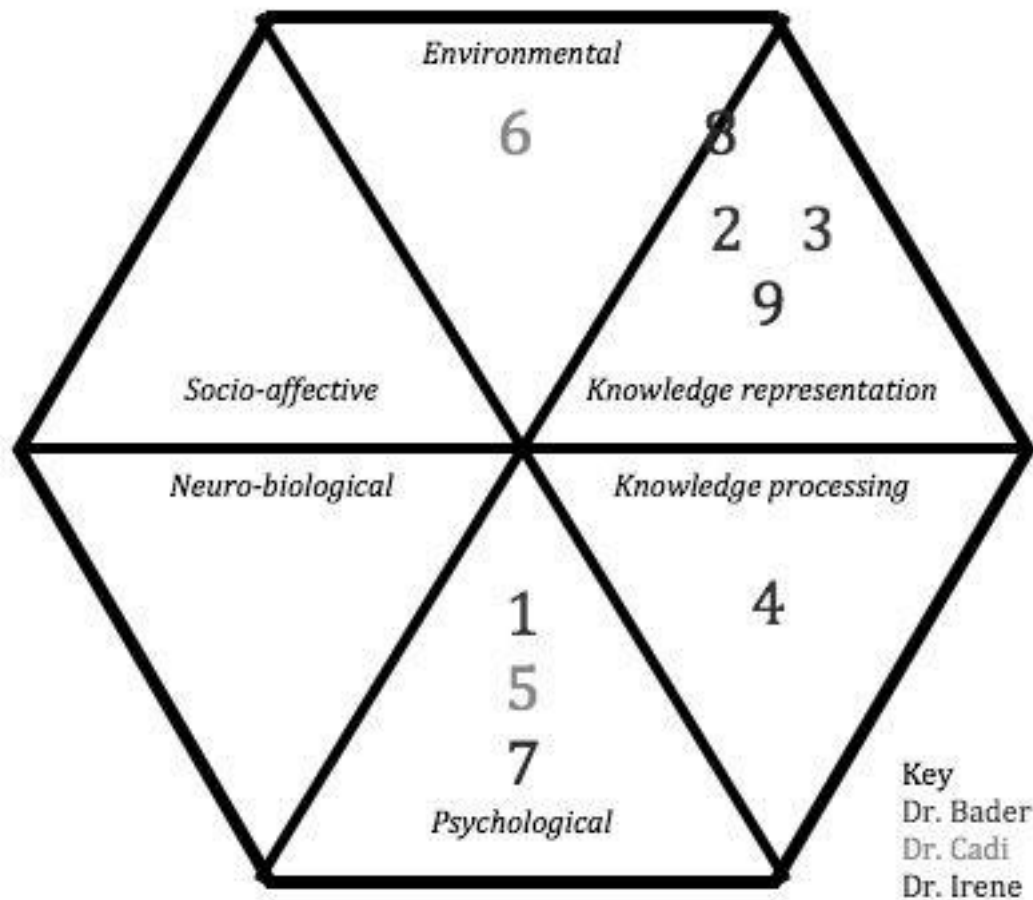 Environmental
6
8
2 3
9
Socio-affective
Knowledge representation
Neuro-biological
Knowledge processing
1
4
5
7
Psychological
Key
Dr. Bader
Dr. Cadi
Dr. Irene